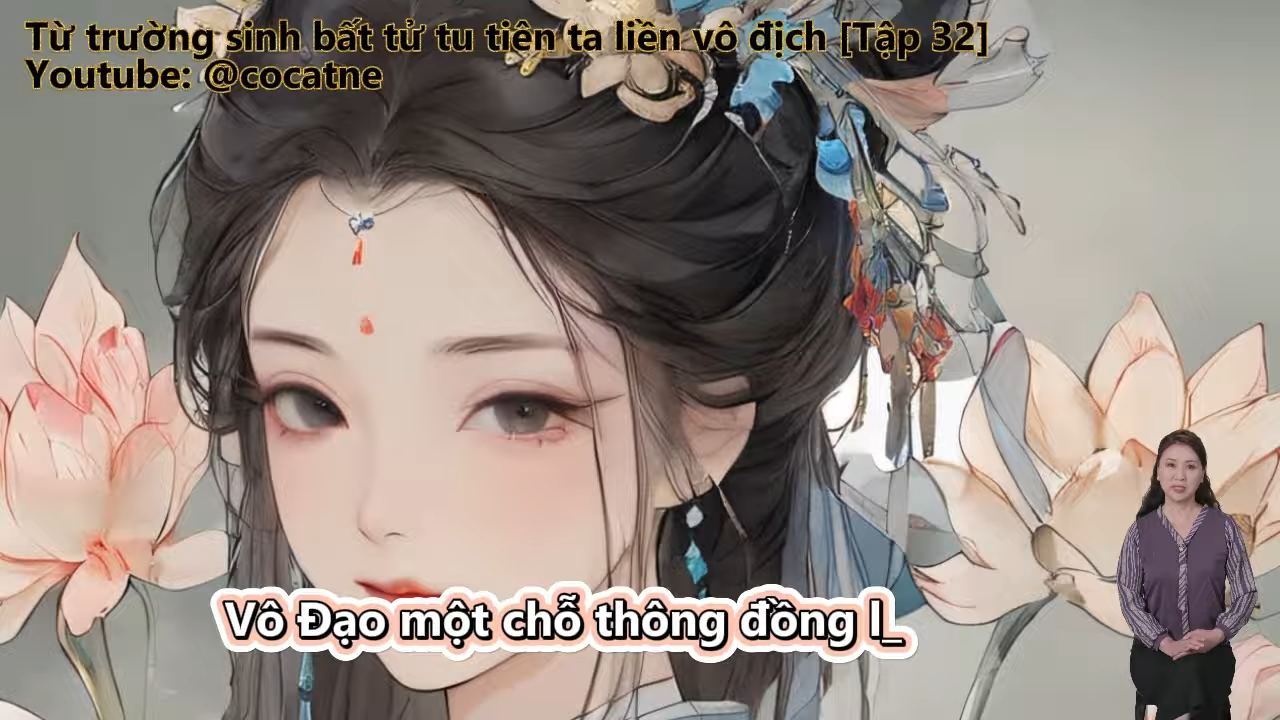 Từ trường sinh bất tử tu tiên ta liền vô địch [Tập 32]
Youtube: @cocatne
Vô Đạo một chỗ thông đồng l_